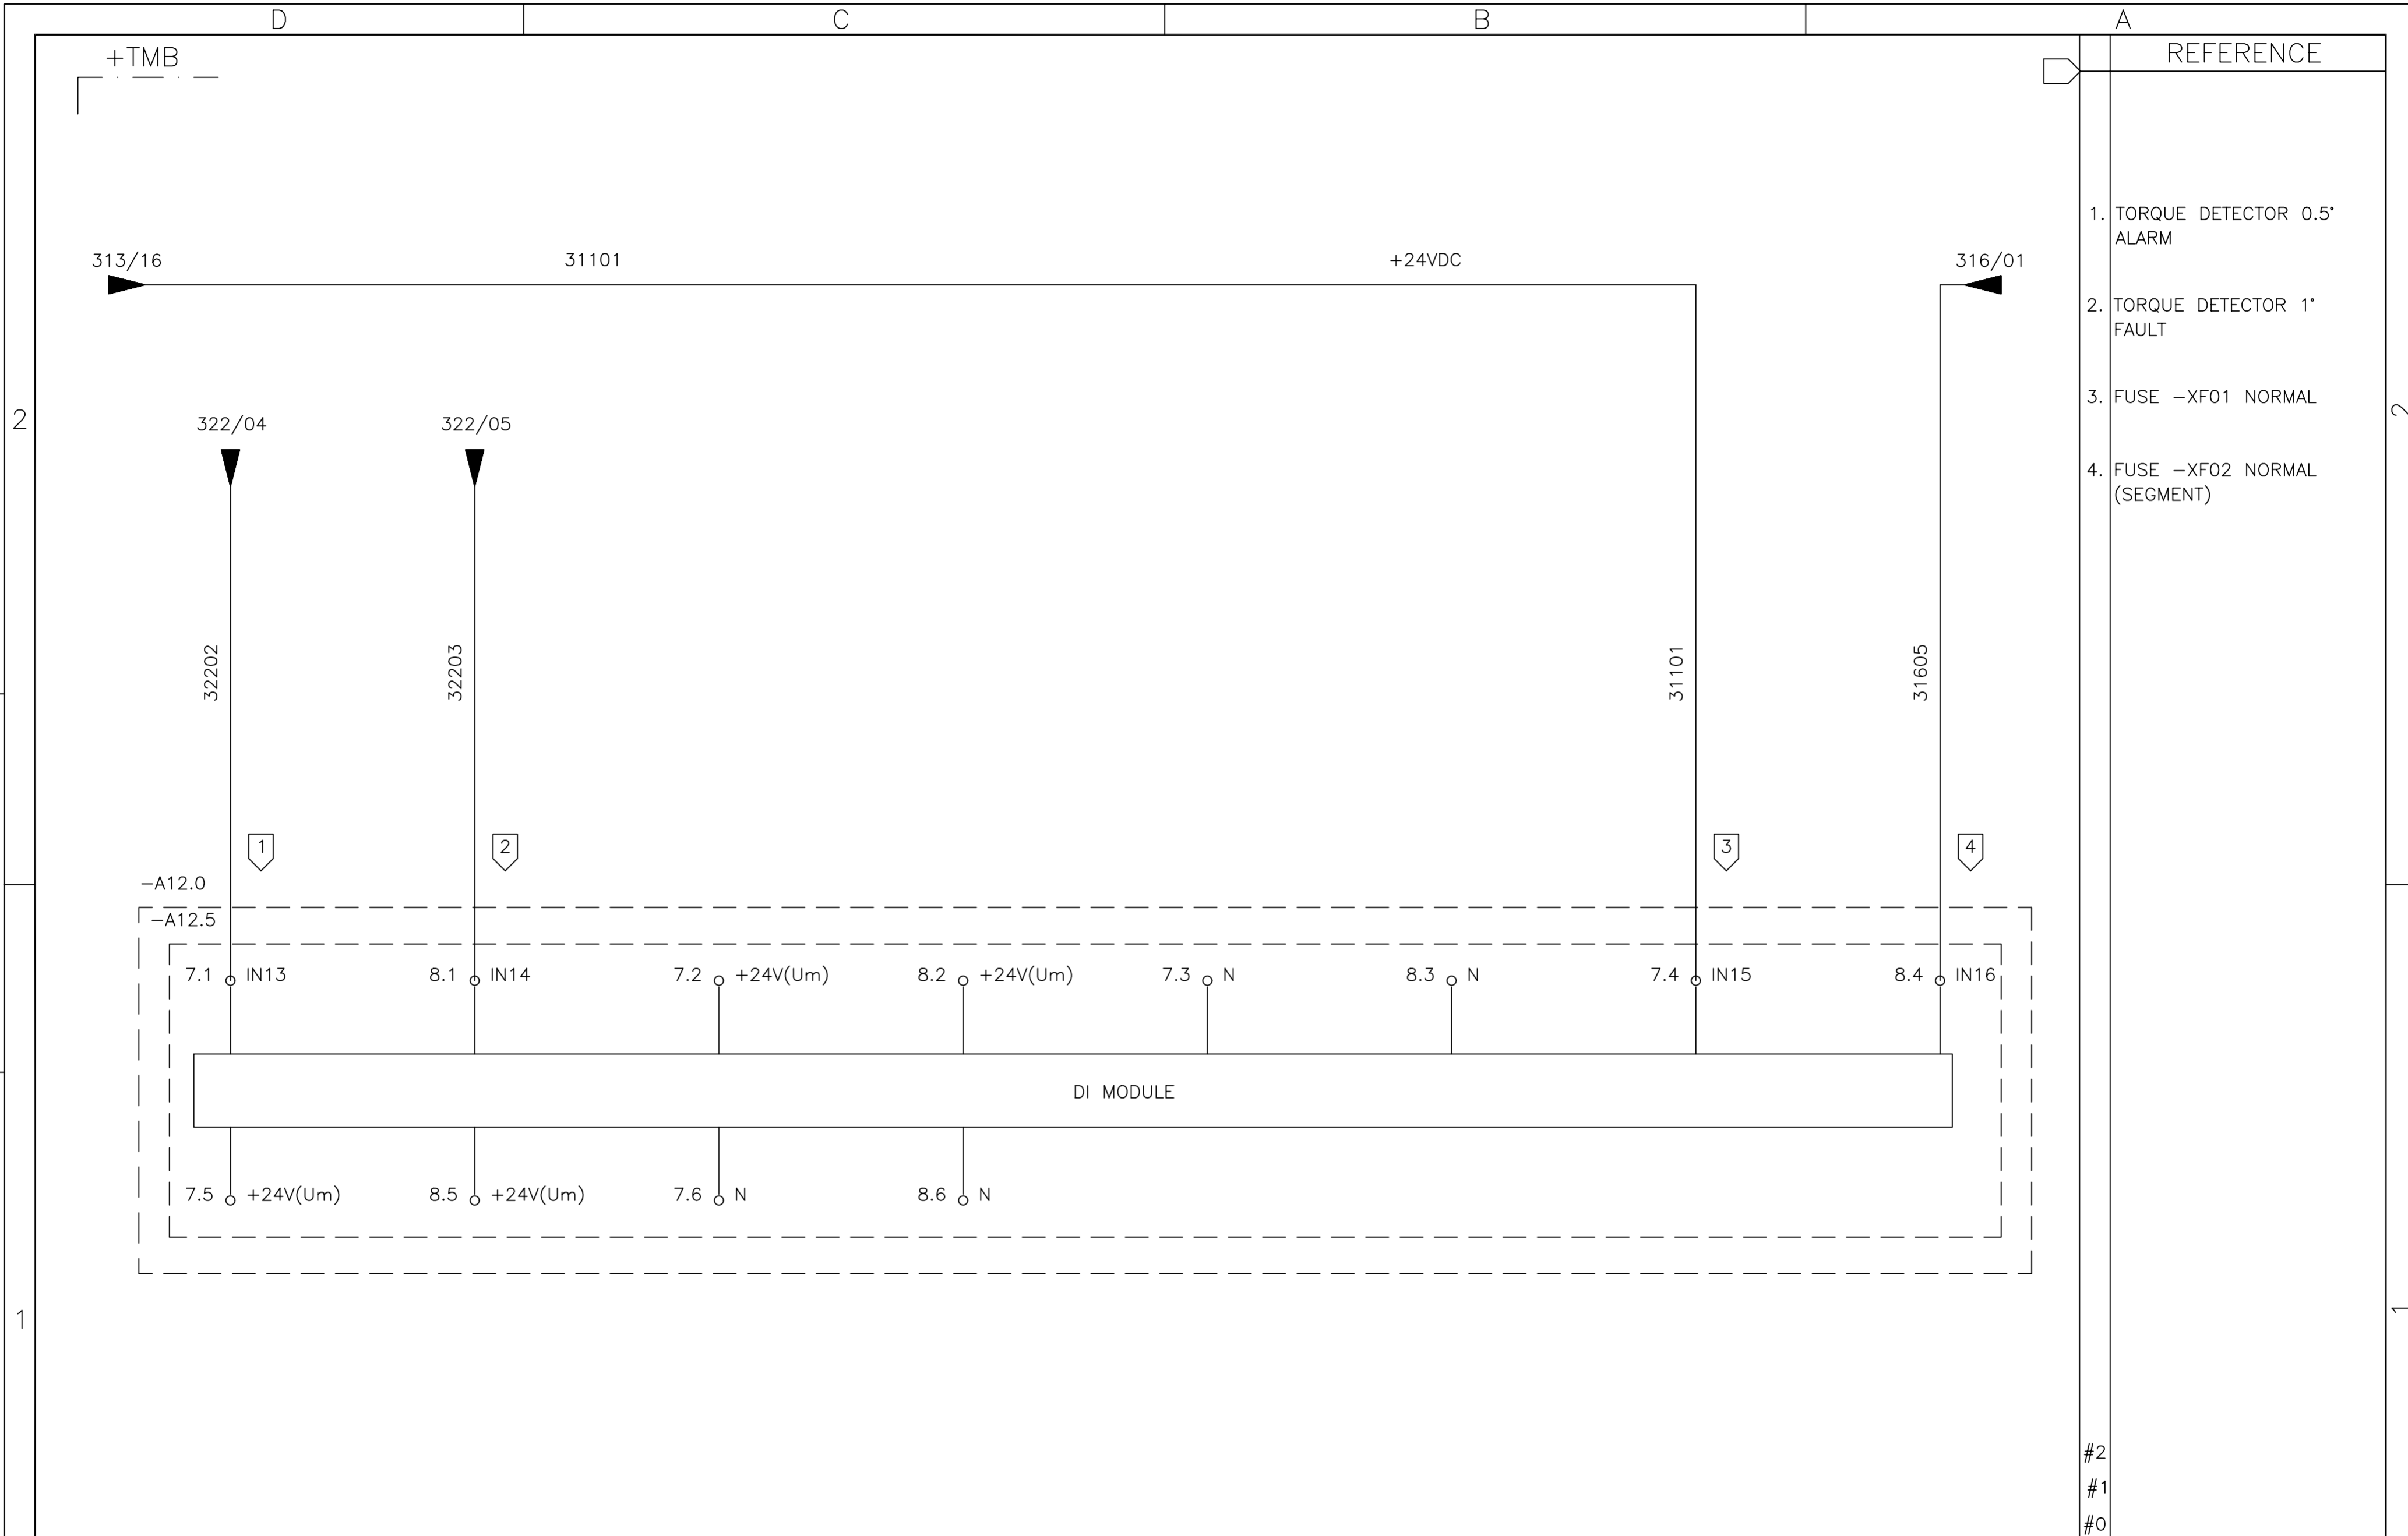 D C B A
+TMB
REFERENCE
1. TORQUE DETECTOR 0.5°
ALARM
313/16 31101 +24VDC 316/01
2. TORQUE DETECTOR 1°
FAULT
3. FUSE -XF01 NORMAL
2 2
322/04 322/05
4. FUSE -XF02 NORMAL
(SEGMENT)
32202 32203 31101 31605
1 2 3 4
-A12.0
-A12.5
7.1 IN13 8.1 IN14 7.2 +24V(Um) 8.2 +24V(Um) 7.3 N 8.3 N 7.4 IN15 8.4 IN16
DI MODULE
7.5 +24V(Um) 8.5 +24V(Um) 7.6 N 8.6 N
1 1
#2
#1
#0